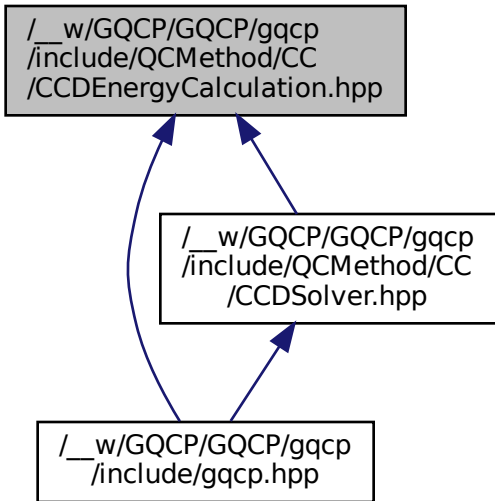 /__w/GQCP/GQCP/gqcp
/include/QCMethod/CC
/CCDEnergyCalculation.hpp
/__w/GQCP/GQCP/gqcp
/include/QCMethod/CC
/CCDSolver.hpp
/__w/GQCP/GQCP/gqcp
/include/gqcp.hpp